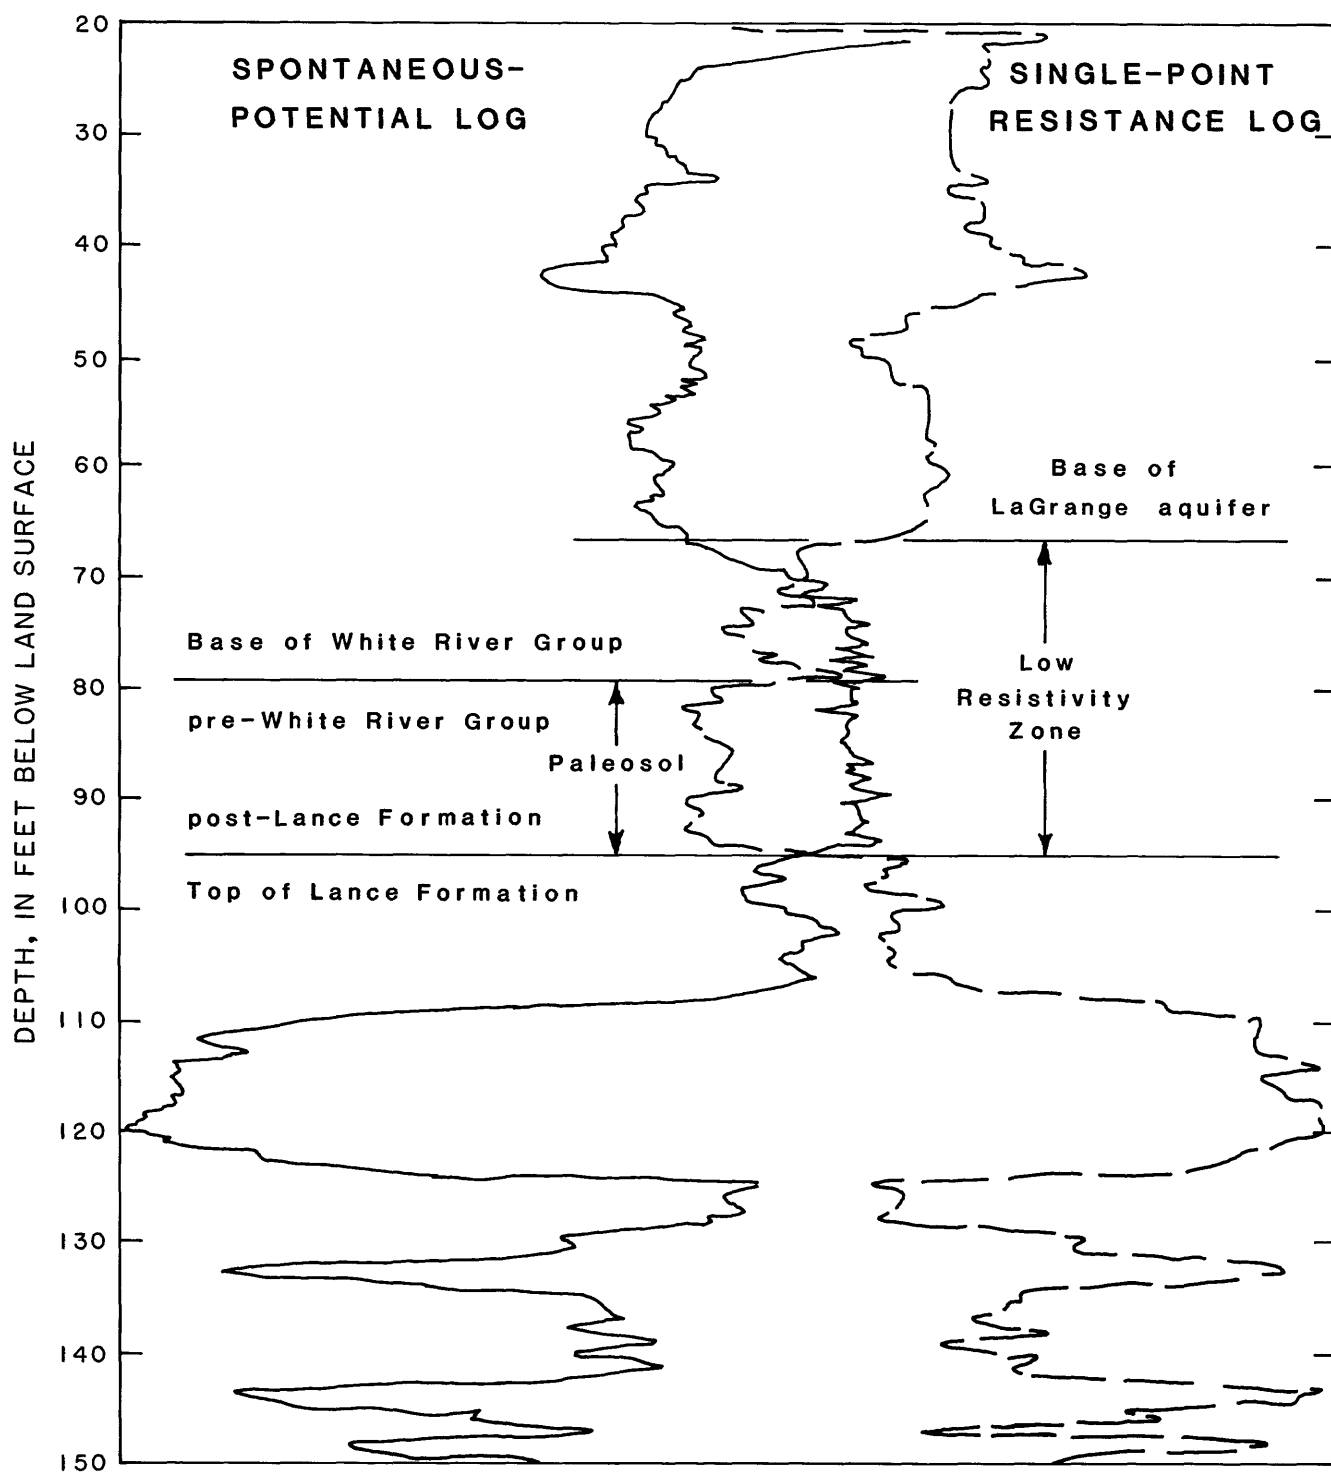 SPONTANEOUS-
POTENTIAL LOG
SINGLE-POINT
RESISTANCE LOG
DEPTH, IN FEET BELOW LAND SURFACE
20
30
40
50
60
70
80
90
100
110
120
130
140
150
Base of
LaGrange aquifer
Base of White River Group
Low
Resistivity
Zone
pre-White River Group
Paleosol
post-Lance Formation
Top of Lance Formation